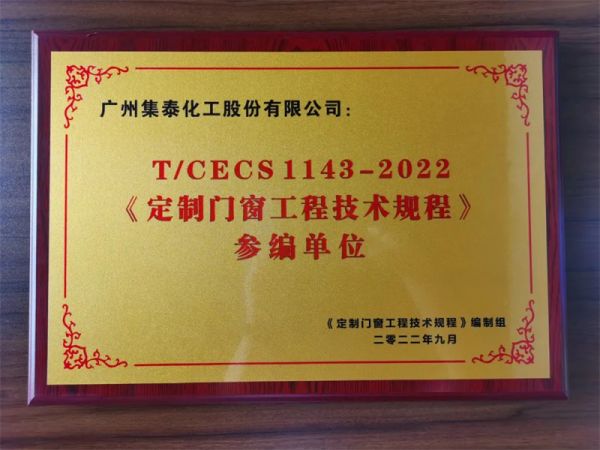 广州集泰化工股份有限公司：
T/CECS 1143-2022
《定制门窗工程技术规程》
参编单位
《定制门窗工程技术规程》编制组
二零二二年九月